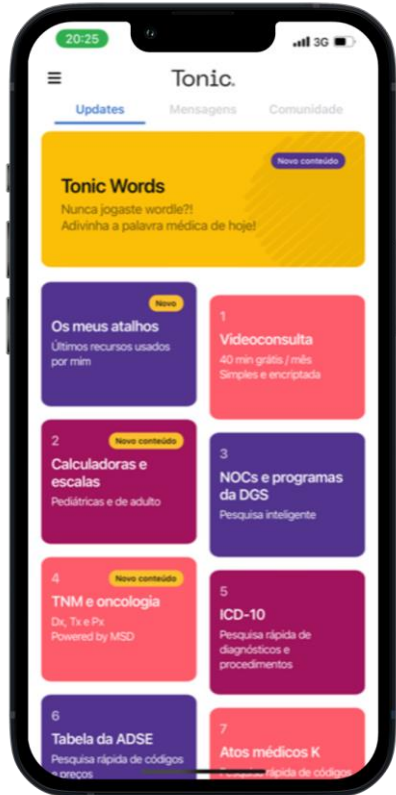 20:25
3G
Tonic.
Updates
Mensagens
Comunidade
Novo conteúdo
Tonic Words
Nunca jogaste wordle?!
Adivinha a palavra médica de hoje!
Novo
Os meus atalhos
Últimos recursos usados
por mim
1
Videoconsulta
40 min grátis / mês
Simples e encriptada
2
Novo conteúdo
Calculadoras e
escalas
Pediátricas e de adulto
3
NOCs e programas
da DGS
Pesquisa inteligente
4
Novo conteúdo
TNM e oncologia
Dx, Tx e Px
Powered by MSD
5
ICD-10
Pesquisa rápida de
diagnósticos e
procedimentos
6
Tabela da ADSE
Pesquisa rápida de códigos
e preços
7
Atos médicos K
Pesquisa rápida de códigos